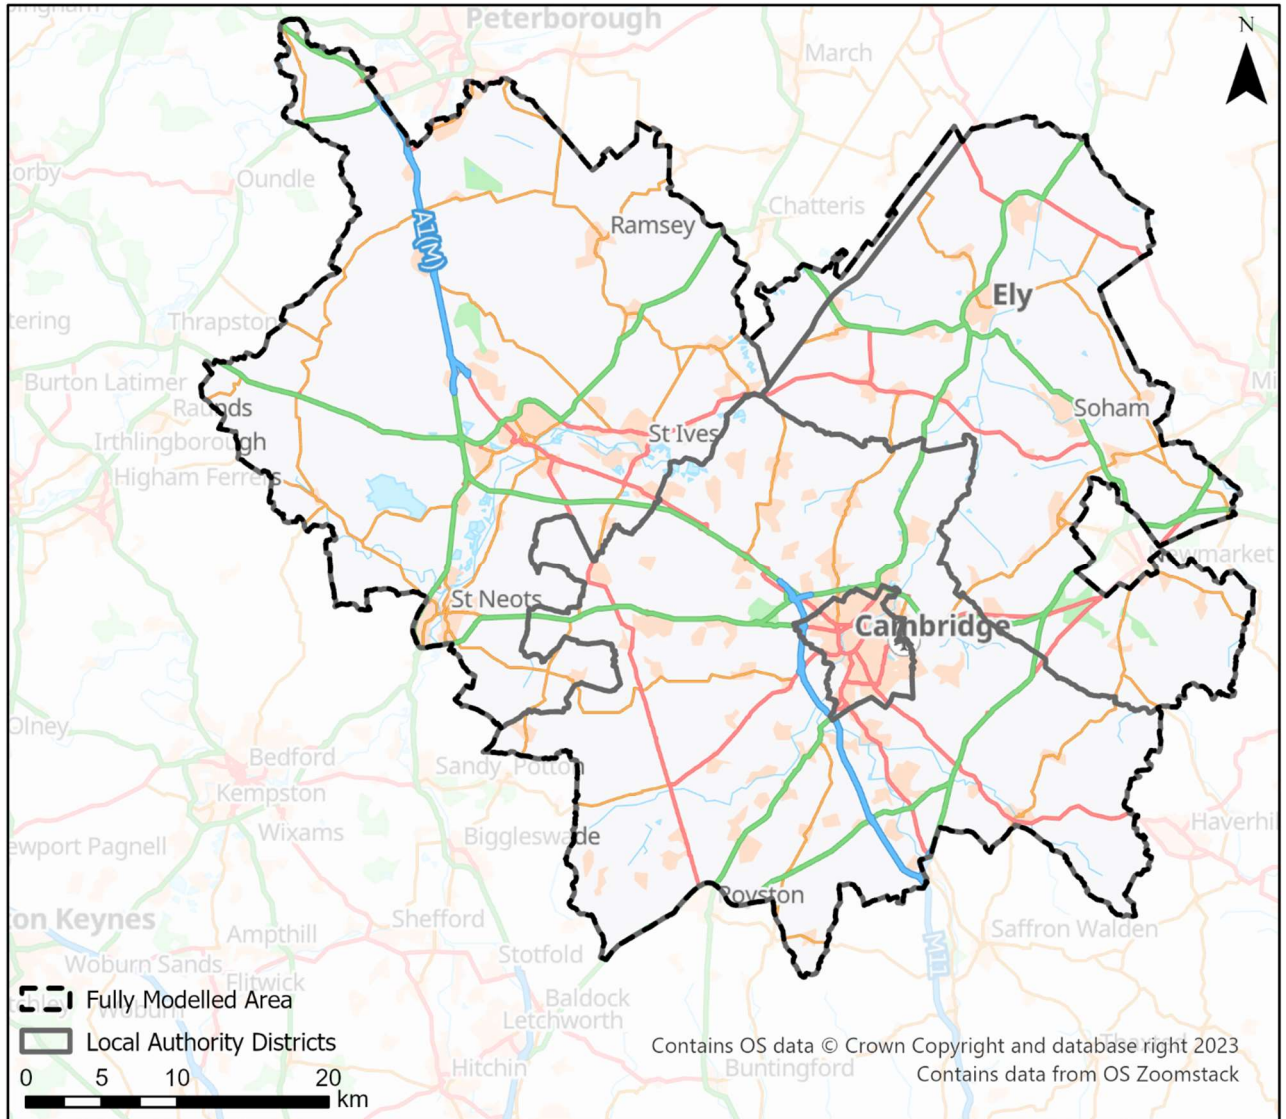 Peterborough
N
March
Oundle
Chatteris
Ramsey
A1(M)
Ely
Thrapston
Burton Latimer
Raunds
Soham
Irthlingborough
St Ives
Higham Ferrers
Newmarket
St Neots
Cambridge
Olney
Bedford
Sandy
Potton
Kempston
Wixams
Biggleswade
Haverhi
ewport Pagnell
Royston
ton Keynes
Shefford
Ampthill
Saffron Walden
Stotfold
Woburn Sands
Flitwick
M11
Fully Modelled Area
Baldock
Woburn
Letchworth
Local Authority Districts
Contains OS data © Crown Copyright and database right 2023
Thaxted
Hitchin
Buntingford
Contains data from OS Zoomstack
0 5 10 20
km